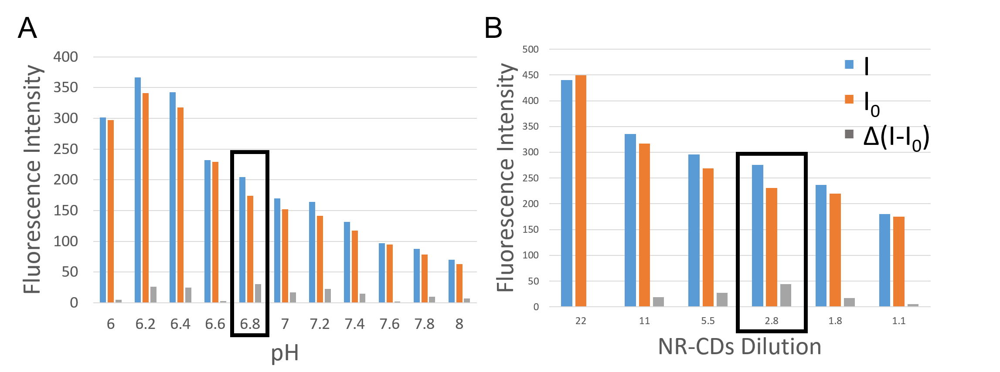 A
Fluorescence Intensity
400
350
300
250
200
150
100
50
0
6 6.2 6.4 6.6 6.8 7 7.2 7.4 7.6 7.8 8
pH
B
Fluorescence Intensity
500
450
400
350
300
250
200
150
100
50
0
22 11 5.5 2.8 1.8 1.1
NR-CDs Dilution
I
I₀
Δ(I-I₀)